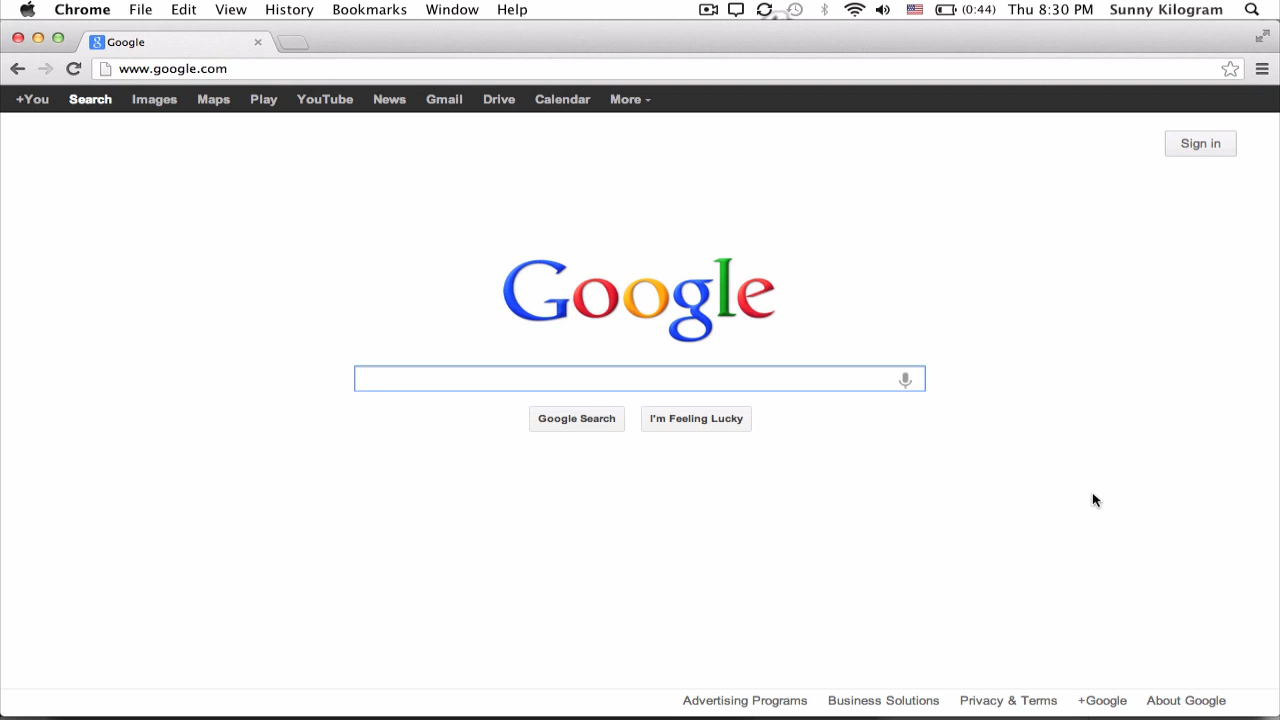 Chrome File Edit View History Bookmarks Window Help (0:44) Thu 8:30 PM Sunny Kilogram
Google
www.google.com
+You Search Images Maps Play YouTube News Gmail Drive Calendar More
Sign in
Google
Google Search I'm Feeling Lucky
Advertising Programs Business Solutions Privacy & Terms +Google About Google